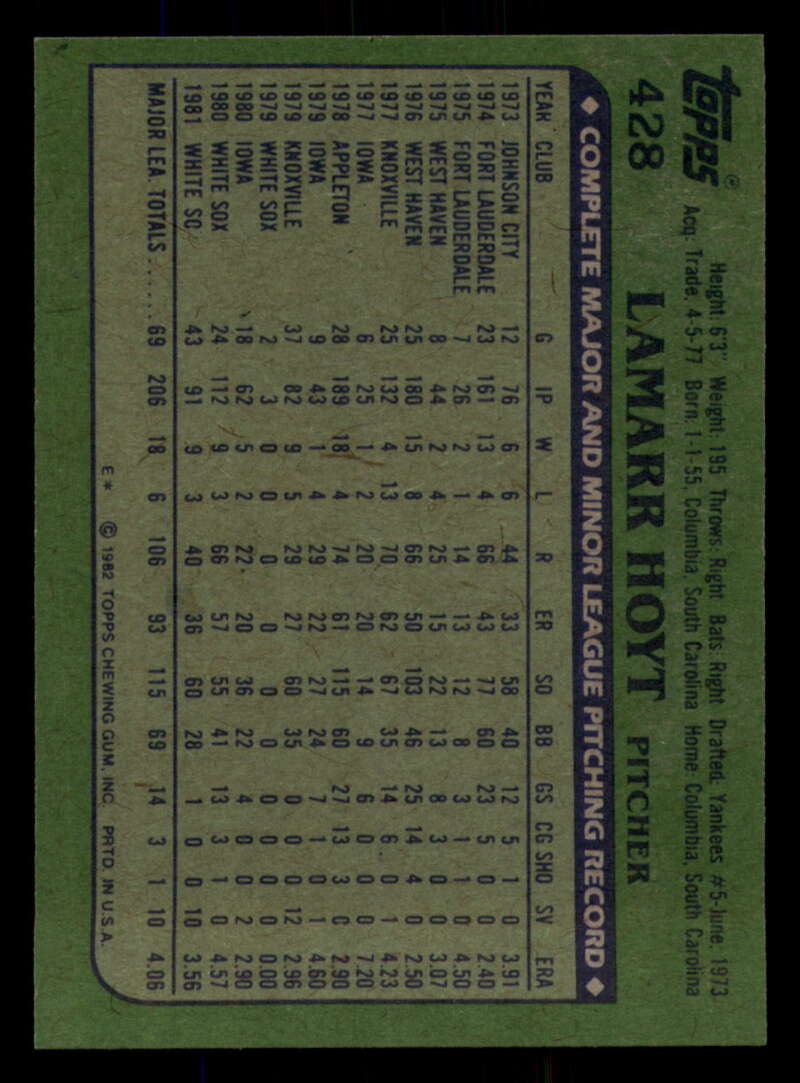 Topps®
428
Height: 6'3" Weight: 195 Throws: Right Bats: Right Drafted: Yankees #5-June, 1973
Acq: Trade, 4-5-77 Born: 1-1-55, Columbia, South Carolina Home: Columbia, South Carolina
LAMARR HOYT PITCHER
◆ COMPLETE MAJOR AND MINOR LEAGUE PITCHING RECORD ◆
YEAR CLUB G IP W L R ER SO BB GS CG SHO SV ERA
1973 JOHNSON CITY 12 76 6 6 44 33 58 40 12 5 1 0 3.91
1974 FORT LAUDERDALE 23 161 13 4 66 43 77 60 23 5 0 0 2.40
1975 FORT LAUDERDALE 7 26 2 1 14 13 12 8 3 1 1 0 4.50
1975 WEST HAVEN 8 44 2 4 25 15 22 13 8 3 0 0 3.07
1976 WEST HAVEN 25 180 15 8 66 50 103 46 25 14 4 0 2.50
1977 KNOXVILLE 25 132 4 13 70 62 67 35 14 6 0 1 4.23
1977 IOWA 6 25 1 2 20 20 14 9 6 0 0 0 7.20
1978 APPLETON 28 189 18 4 74 61 115 60 27 13 3 0 2.90
1979 IOWA 9 43 1 4 29 22 27 24 7 1 0 1 4.60
1979 KNOXVILLE 37 82 9 5 29 27 60 35 0 0 0 12 2.96
1979 WHITE SOX 2 3 0 0 0 0 0 0 0 0 0 0 0.00
1980 IOWA 18 62 5 2 22 20 36 22 4 0 0 2 2.90
1980 WHITE SOX 24 112 9 3 66 57 55 41 13 3 1 0 4.57
1981 WHITE SO 43 91 9 3 40 36 60 28 1 0 0 10 3.56
MAJOR LEA. TOTALS...... 69 206 18 6 106 93 115 69 14 3 1 10 4.06
E* © 1982 TOPPS CHEWING GUM, INC. PRTD. IN U.S.A.